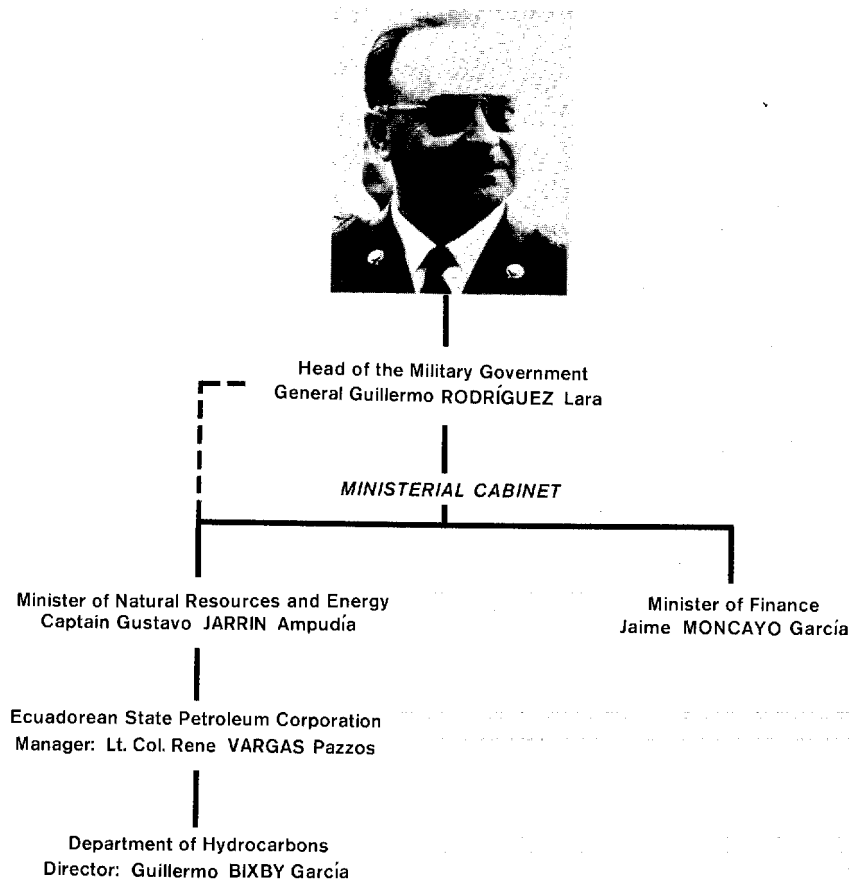 Head of the Military Government
General Guillermo RODRÍGUEZ Lara
MINISTERIAL CABINET
Minister of Natural Resources and Energy
Captain Gustavo JARRIN Ampudía
Minister of Finance
Jaime MONCAYO García
Ecuadorean State Petroleum Corporation
Manager: Lt. Col. Rene VARGAS Pazzos
Department of Hydrocarbons
Director: Guillermo BIXBY García